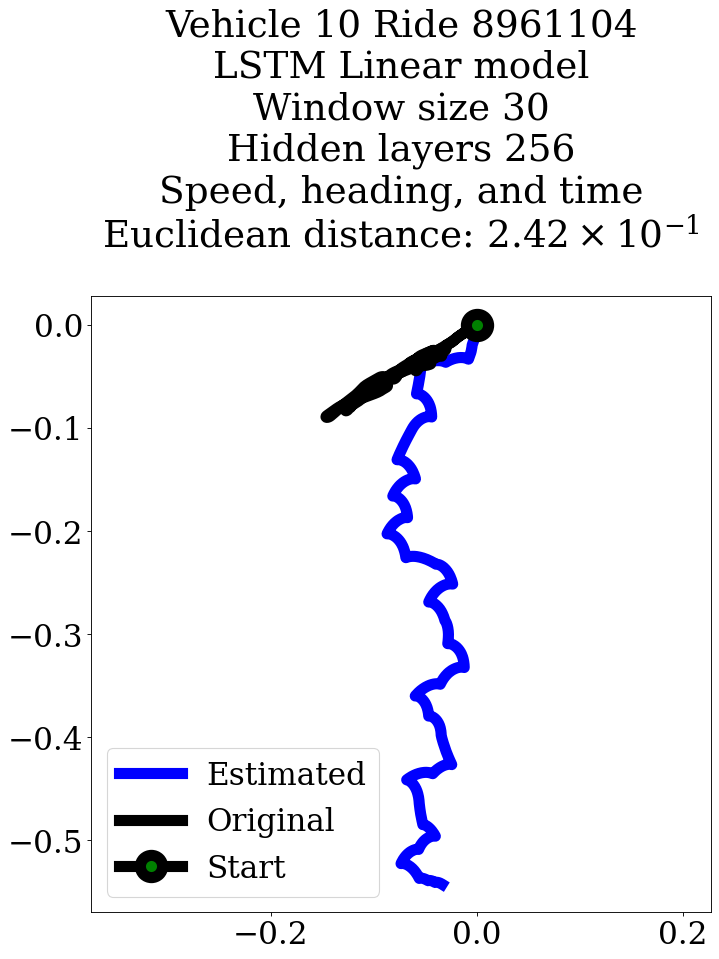 Vehicle 10 Ride 8961104
LSTM Linear model
Window size 30
Hidden layers 256
Speed, heading, and time
Euclidean distance: 2.42 × 10⁻¹
0.0
−0.1
−0.2
−0.3
−0.4
−0.5
Estimated
Original
Start
−0.2 0.0 0.2